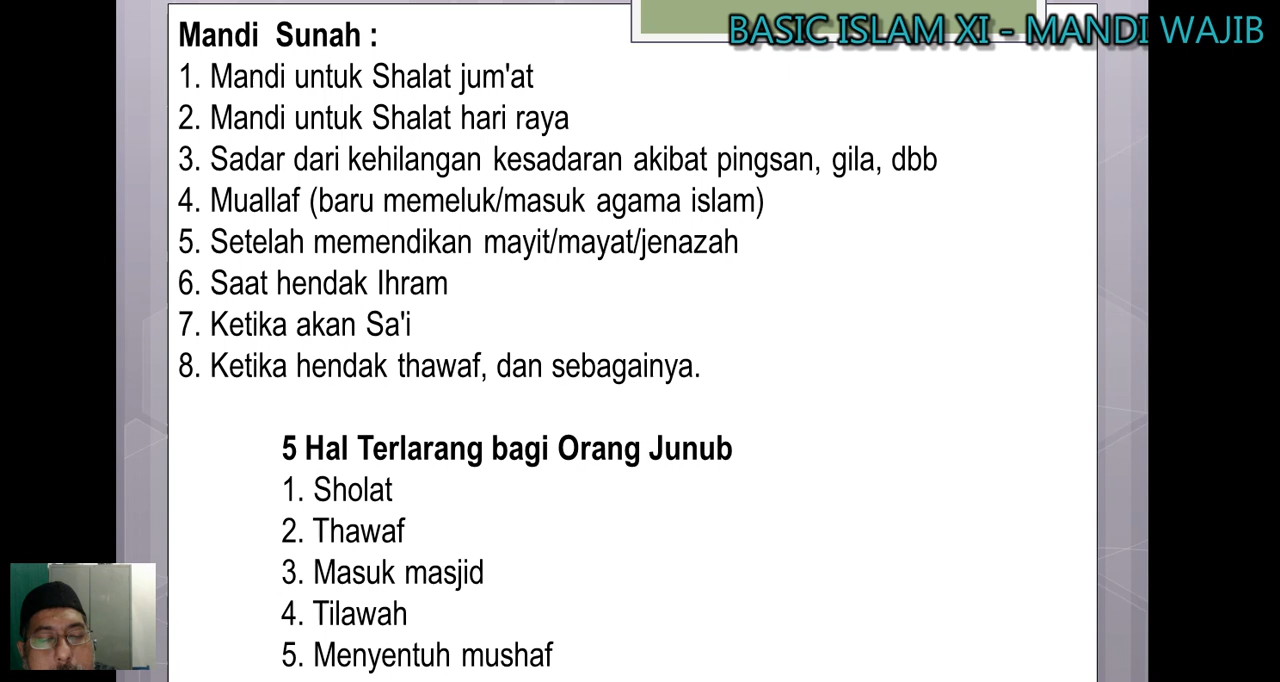 BASIC ISLAM XI - MANDI WAJIB
Mandi Sunah :
1. Mandi untuk Shalat jum'at
2. Mandi untuk Shalat hari raya
3. Sadar dari kehilangan kesadaran akibat pingsan, gila, dbb
4. Muallaf (baru memeluk/masuk agama islam)
5. Setelah memendikan mayit/mayat/jenazah
6. Saat hendak Ihram
7. Ketika akan Sa'i
8. Ketika hendak thawaf, dan sebagainya.
5 Hal Terlarang bagi Orang Junub
1. Sholat
2. Thawaf
3. Masuk masjid
4. Tilawah
5. Menyentuh mushaf